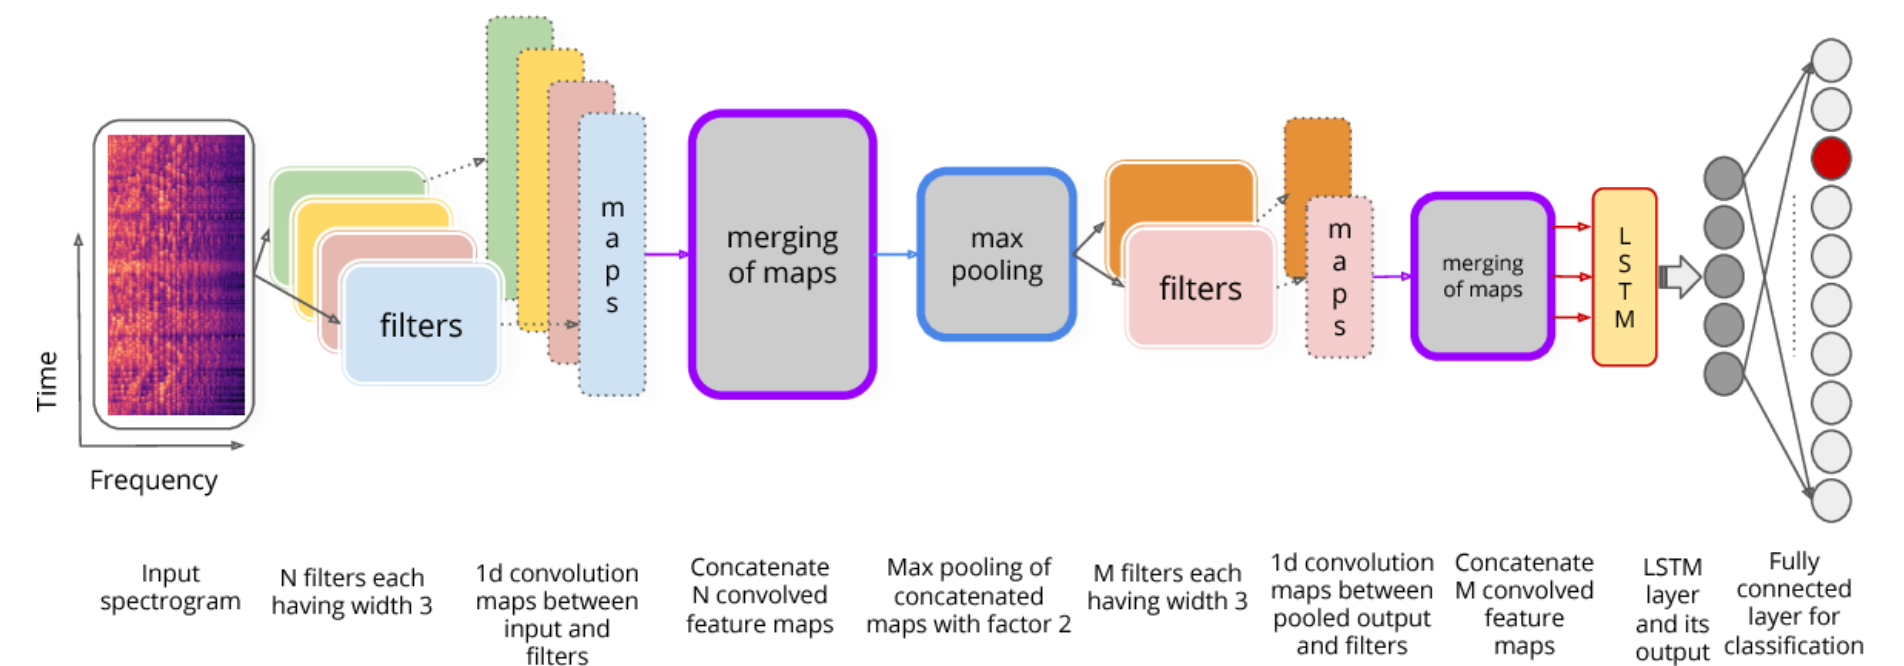 Time
Frequency
filters
m
a
p
s
merging
of maps
max
pooling
filters
m
a
p
s
merging
of maps
L
S
T
M
Input
spectrogram
N filters each
having width 3
1d convolution
maps between
input and
filters
Concatenate
N convolved
feature maps
Max pooling of
concatenated
maps with factor 2
M filters each
having width 3
1d convolution
maps between
pooled output
and filters
Concatenate
M convolved
feature
maps
LSTM
layer
and its
output
Fully
connected
layer for
classification